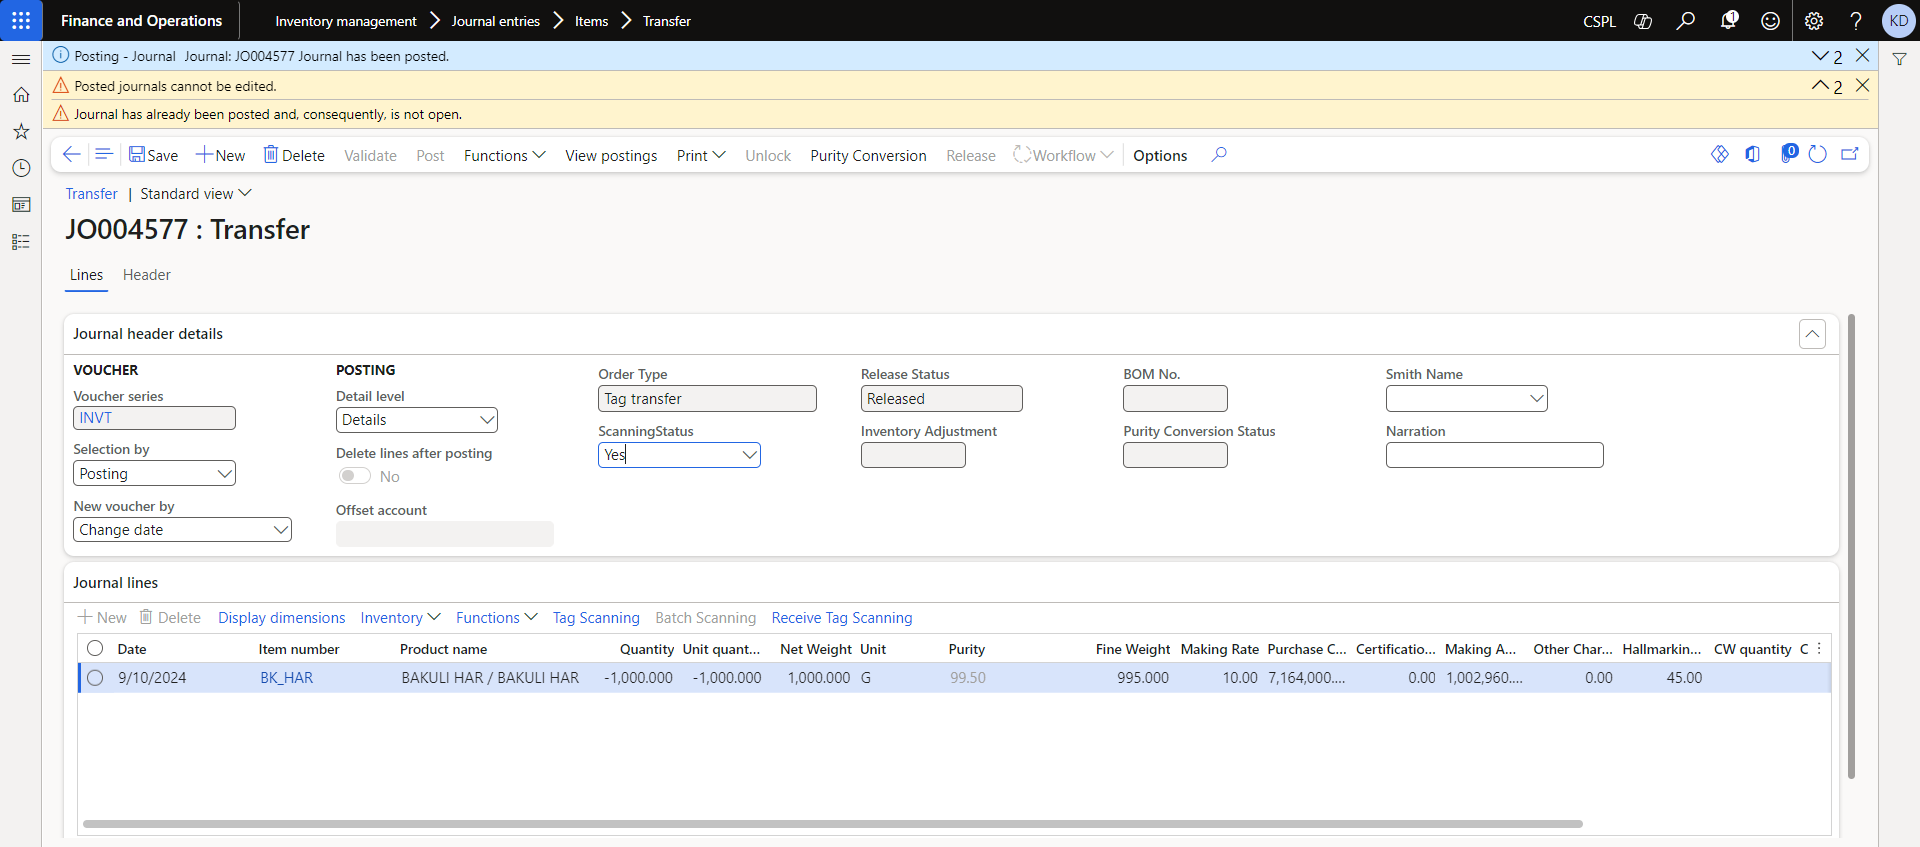 Finance and Operations
Inventory management > Journal entries > Items > Transfer
CSPL
1
?
KD
Posting - Journal Journal: JO004577 Journal has been posted.
2
Posted journals cannot be edited.
2
Journal has already been posted and, consequently, is not open.
Save New Delete Validate Post Functions View postings Print Unlock Purity Conversion Release Workflow Options
0
Transfer | Standard view
JO004577 : Transfer
Lines Header
Journal header details
VOUCHER
Voucher series
INVT
Selection by
Posting
New voucher by
Change date
POSTING
Detail level
Details
Delete lines after posting
No
Offset account
Order Type
Tag transfer
ScanningStatus
Yes
Release Status
Released
Inventory Adjustment
BOM No.
Purity Conversion Status
Smith Name
Narration
Journal lines
New Delete Display dimensions Inventory Functions Tag Scanning Batch Scanning Receive Tag Scanning
Date Item number Product name Quantity Unit quant... Net Weight Unit Purity Fine Weight Making Rate Purchase C... Certificatio... Making A... Other Char... Hallmarkin... CW quantity C
9/10/2024 BK_HAR BAKULI HAR / BAKULI HAR -1,000.000 -1,000.000 1,000.000 G 99.50 995.000 10.00 7,164,000.... 0.00 1,002,960.... 0.00 45.00